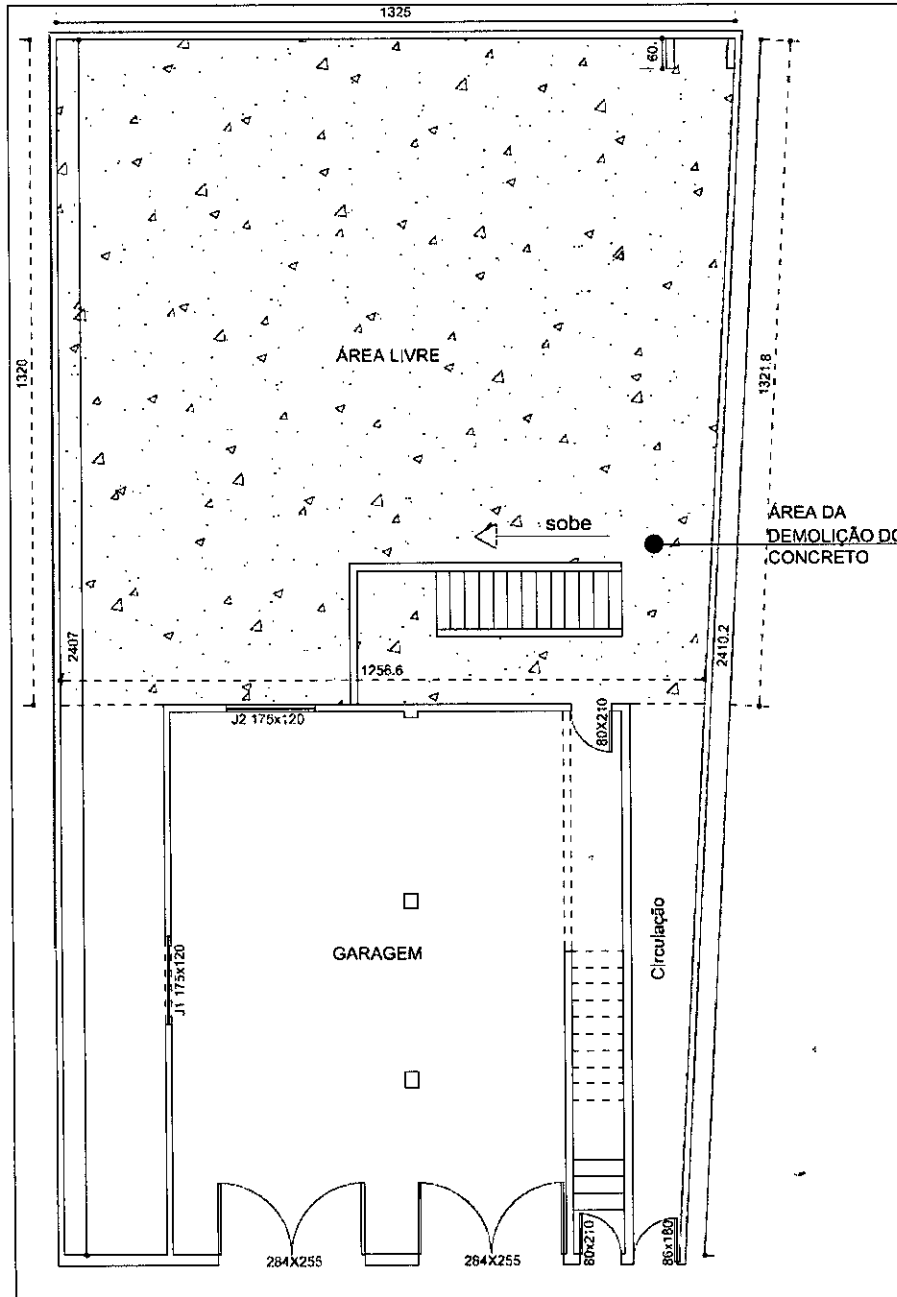 1325
60.
ÁREA LIVRE
1320
1321.8
sobe
ÁREA DA
DEMOLIÇÃO DO
CONCRETO
2407
2410.2
1256.6
J2 175x120
80X210
GARAGEM
Circulação
J1 175x120
284X255
284X255
80x210
86x180